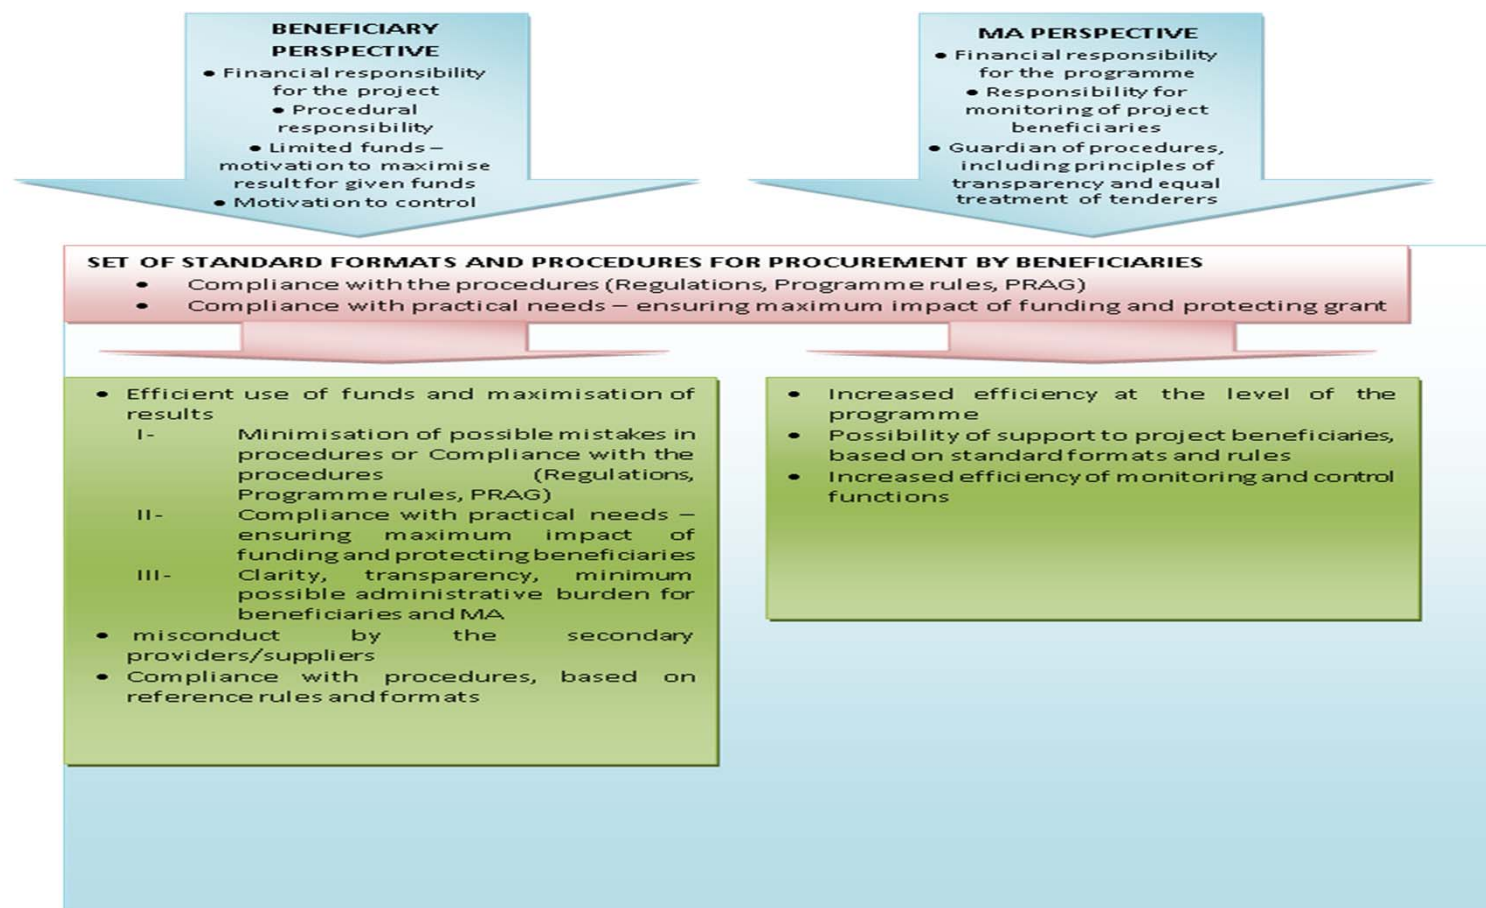 BENEFICIARY
PERSPECTIVE
● Financial responsibility
for the project
● Procedural
responsibility
● Limited funds –
motivation to maximise
result for given funds
● Motivation to control
MA PERSPECTIVE
● Financial responsibility
for the programme
● Responsibility for
monitoring of project
beneficiaries
● Guardian of procedures,
including principles of
transparency and equal
treatment of tenderers
SET OF STANDARD FORMATS AND PROCEDURES FOR PROCUREMENT BY BENEFICIARIES
● Compliance with the procedures (Regulations, Programme rules, PRAG)
● Compliance with practical needs – ensuring maximum impact of funding and protecting grant
● Efficient use of funds and maximisation of
results
I- Minimisation of possible mistakes in
procedures or Compliance with the
procedures (Regulations,
Programme rules, PRAG)
II- Compliance with practical needs –
ensuring maximum impact of
funding and protecting beneficiaries
III- Clarity, transparency, minimum
possible administrative burden for
beneficiaries and MA
● misconduct by the secondary
providers/suppliers
● Compliance with procedures, based on
reference rules and formats
● Increased efficiency at the level of the
programme
● Possibility of support to project beneficiaries,
based on standard formats and rules
● Increased efficiency of monitoring and control
functions